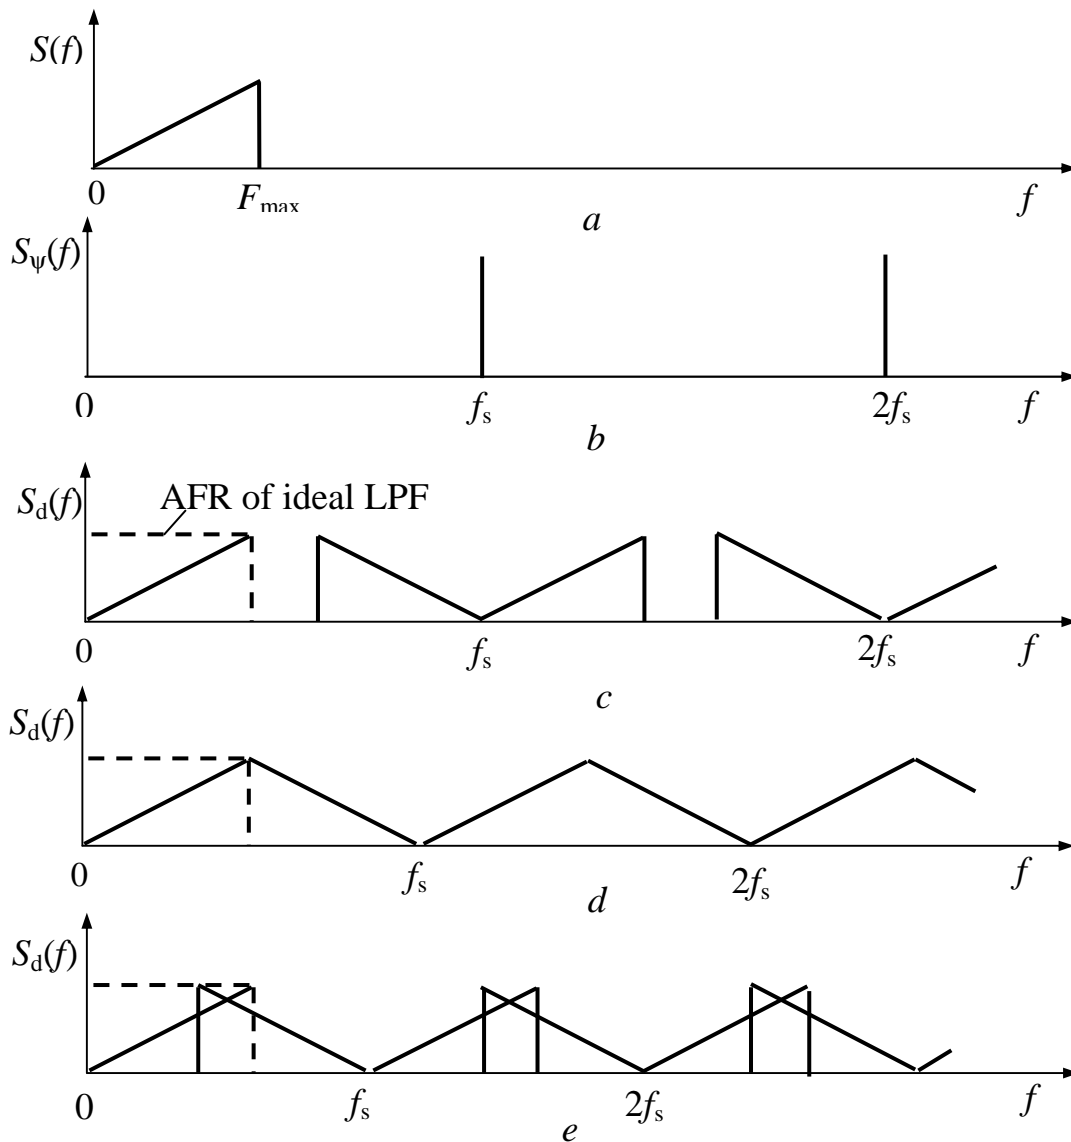 S(f)
0 F_max f
a
S_ψ(f)
0 f_s 2f_s f
b
S_d(f) AFR of ideal LPF
0 f_s 2f_s f
c
S_d(f)
0 f_s 2f_s f
d
S_d(f)
0 f_s 2f_s f
e